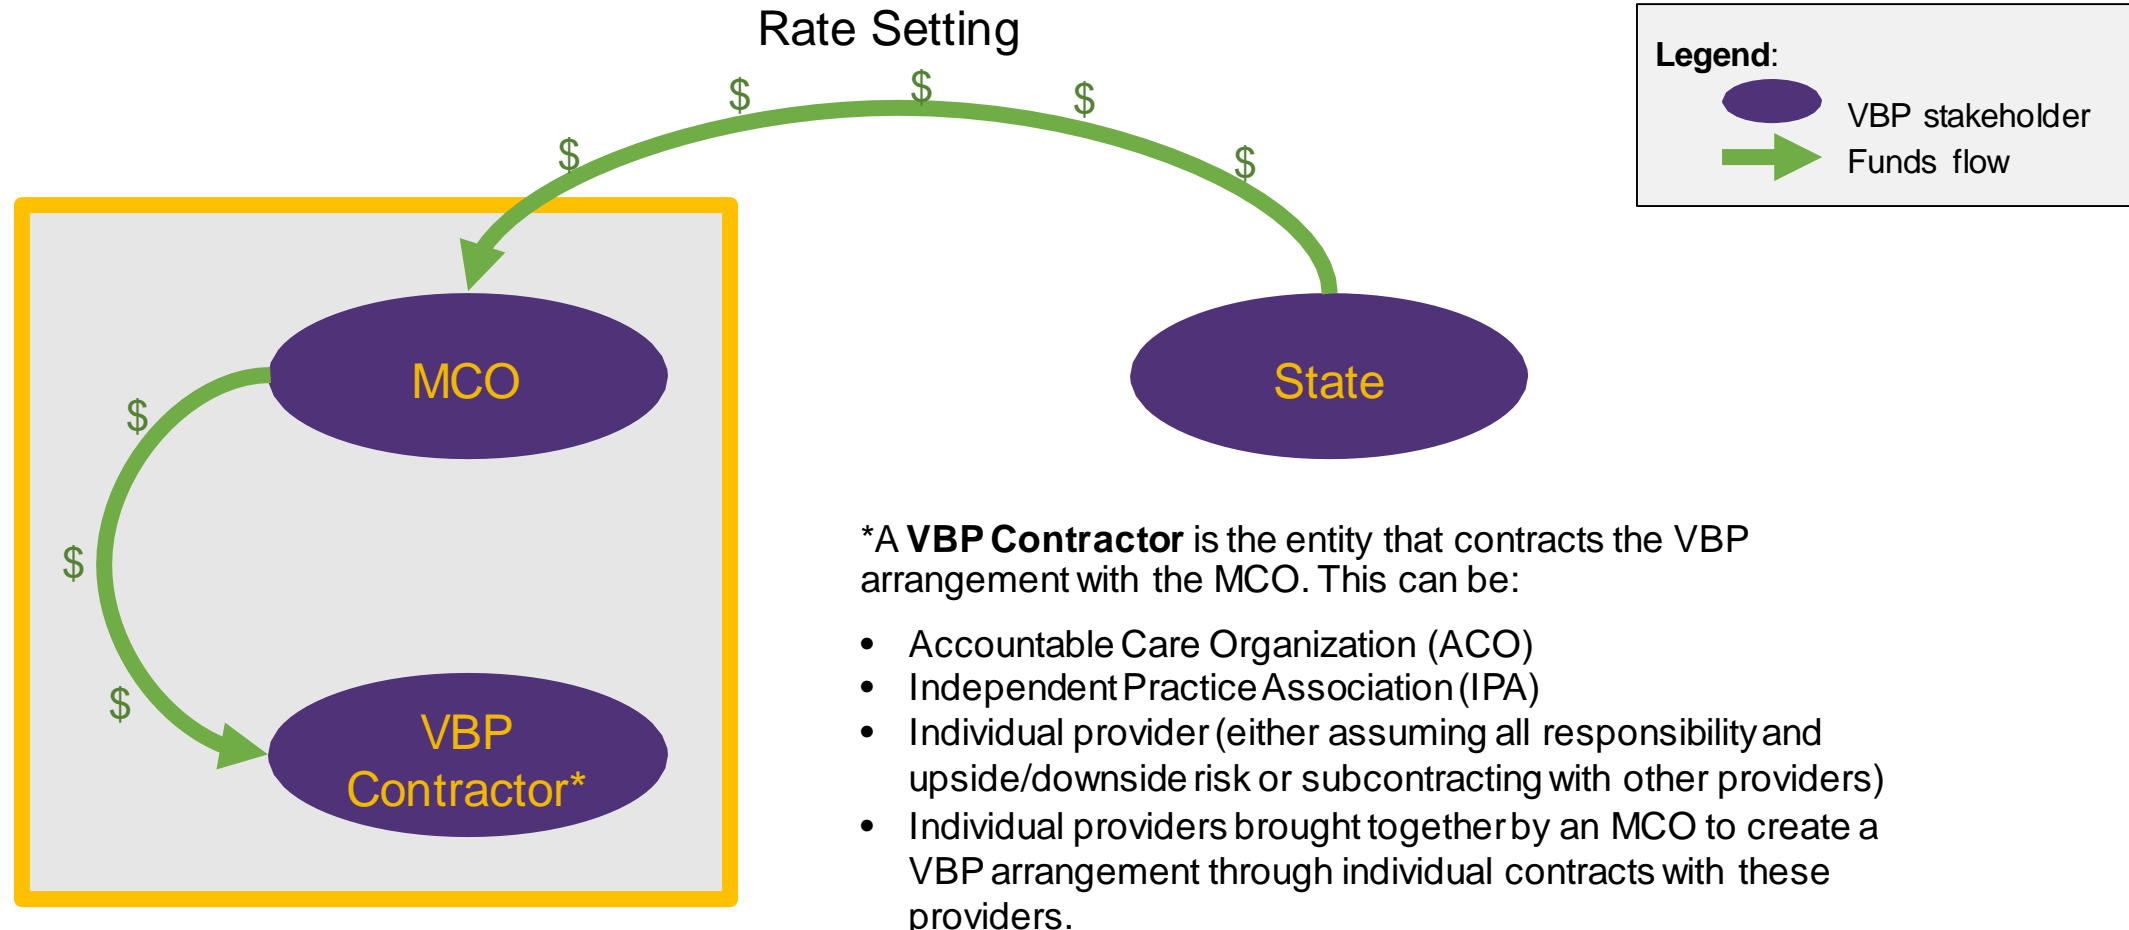 Rate Setting
Legend:
VBP stakeholder
Funds flow
$ $ $ $ $
MCO
State
$
$
$
VBP
Contractor*
*A VBP Contractor is the entity that contracts the VBP
arrangement with the MCO. This can be:
• Accountable Care Organization (ACO)
• Independent Practice Association (IPA)
• Individual provider (either assuming all responsibility and
upside/downside risk or subcontracting with other providers)
• Individual providers brought together by an MCO to create a
VBP arrangement through individual contracts with these
providers.